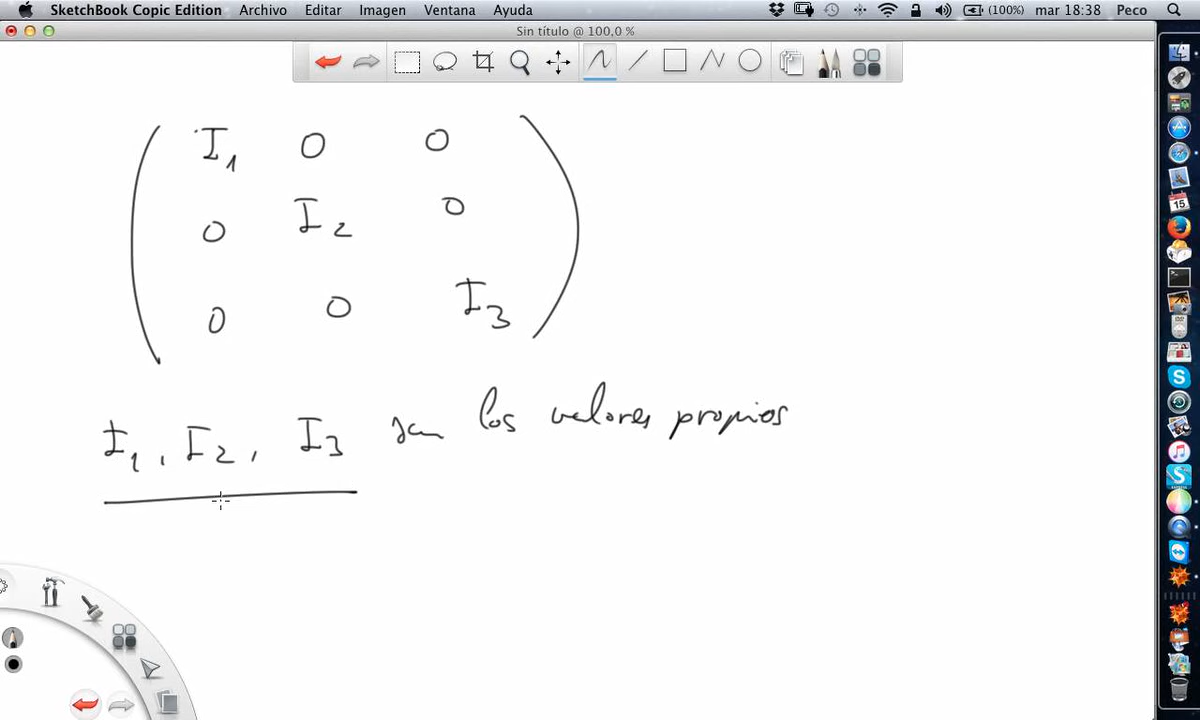 SketchBook Copic Edition Archivo Editar Imagen Ventana Ayuda (100%) mar 18:38 Peco
Sin título @ 100,0 %
I₁ 0 0
0 I₂ 0
0 0 I₃
I₁, I₂, I₃ son los valores propios
15